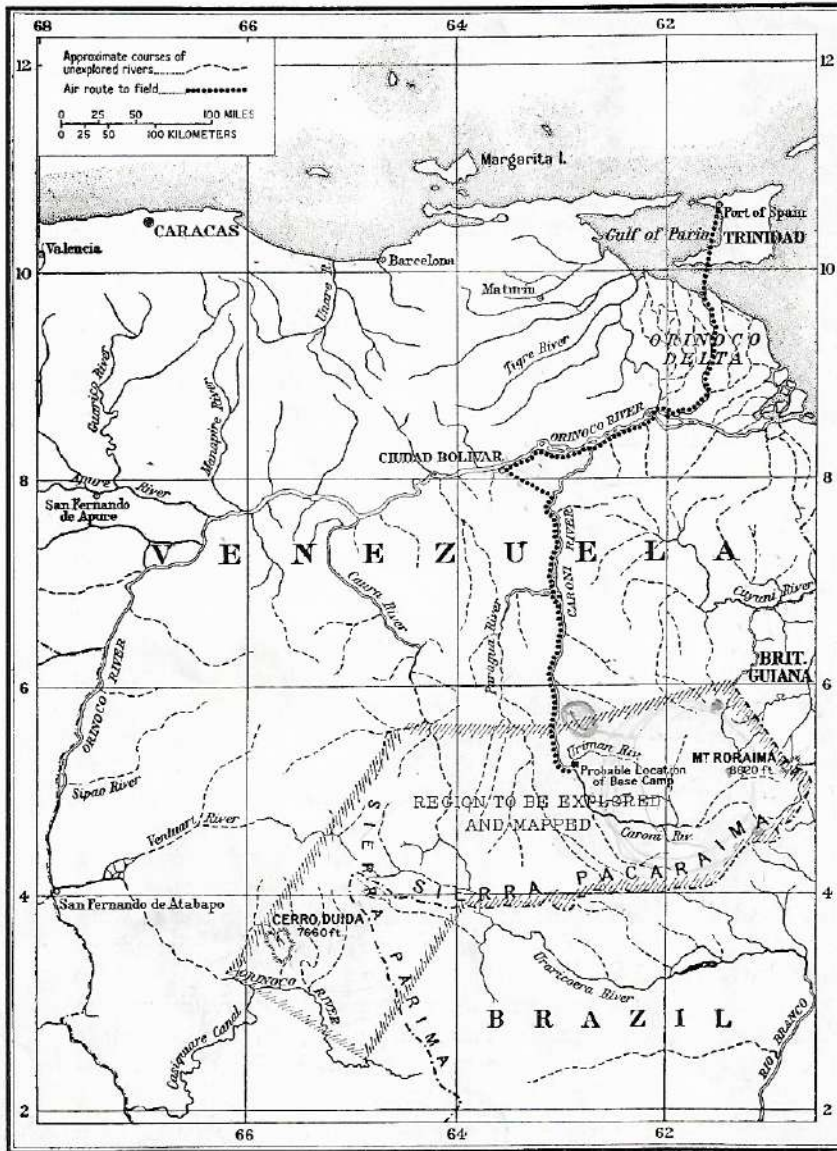 68 66 64 62
12 12
Approximate courses of
unexplored rivers
Air route to field
0 25 50 100 MILES
0 25 50 100 KILOMETERS
Margarita I.
Port of Spain
TRINIDAD
Gulf of Paria
CARACAS
Valencia
Barcelona
10 10
Unare R.
Maturin
Tigre River
ORINOCO
DELTA
Guarico River
Manapire River
ORINOCO RIVER
CIUDAD BOLIVAR
8 8
Apure River
San Fernando
de Apure
VENEZUELA
Caura River
Paragua River
CARONI RIVER
Cuyuni River
BRIT.
GUIANA
6 6
ORINOCO RIVER
Uriman Riv.
MT RORAIMA
8620 ft.
Probable Location
of Base Camp
Sipao River
REGION TO BE EXPLORED
AND MAPPED
Caroni Riv.
Ventuari River
SIERRA PACARAIMA
4 4
San Fernando de Atabapo
CERRO DUIDA
7660 ft
SIERRA PARIMA
ORINOCO RIVER
Uraricoera River
Casiquare Canal
BRAZIL
RIO BRANCO
2 2
66 64 62